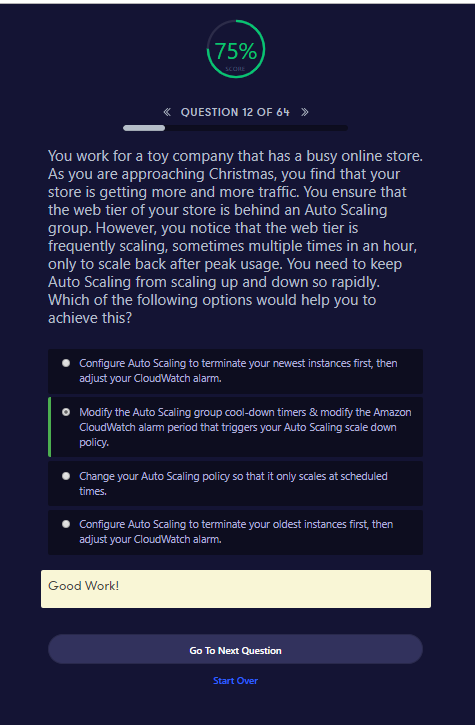 75%
SCORE
« QUESTION 12 OF 64 »
You work for a toy company that has a busy online store.
As you are approaching Christmas, you find that your
store is getting more and more traffic. You ensure that
the web tier of your store is behind an Auto Scaling
group. However, you notice that the web tier is
frequently scaling, sometimes multiple times in an hour,
only to scale back after peak usage. You need to keep
Auto Scaling from scaling up and down so rapidly.
Which of the following options would help you to
achieve this?
Configure Auto Scaling to terminate your newest instances first, then
adjust your CloudWatch alarm.
Modify the Auto Scaling group cool-down timers & modify the Amazon
CloudWatch alarm period that triggers your Auto Scaling scale down
policy.
Change your Auto Scaling policy so that it only scales at scheduled
times.
Configure Auto Scaling to terminate your oldest instances first, then
adjust your CloudWatch alarm.
Good Work!
Go To Next Question
Start Over